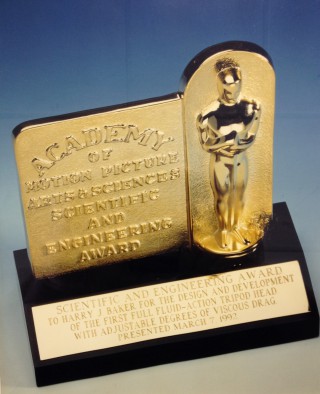 ACADEMY
OF
MOTION PICTURE
ARTS & SCIENCES
SCIENTIFIC
AND
ENGINEERING
AWARD
SCIENTIFIC AND ENGINEERING AWARD
TO HARRY J. BAKER FOR THE DESIGN AND DEVELOPMENT
OF THE FIRST FULL FLUID-ACTION TRIPOD HEAD
WITH ADJUSTABLE DEGREES OF VISCOUS DRAG.
PRESENTED MARCH 7, 1992